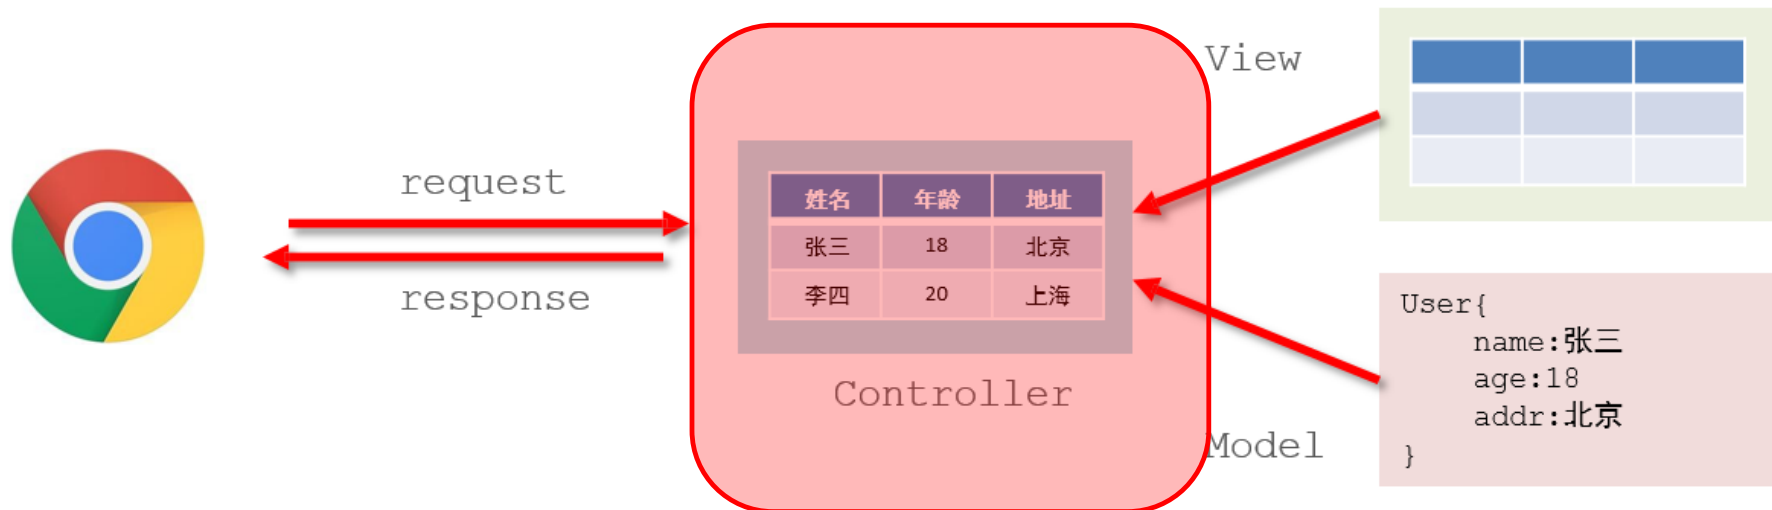 request
response
姓名 年龄 地址
张三 18 北京
李四 20 上海
Controller
View
Model
User{
name:张三
age:18
addr:北京
}